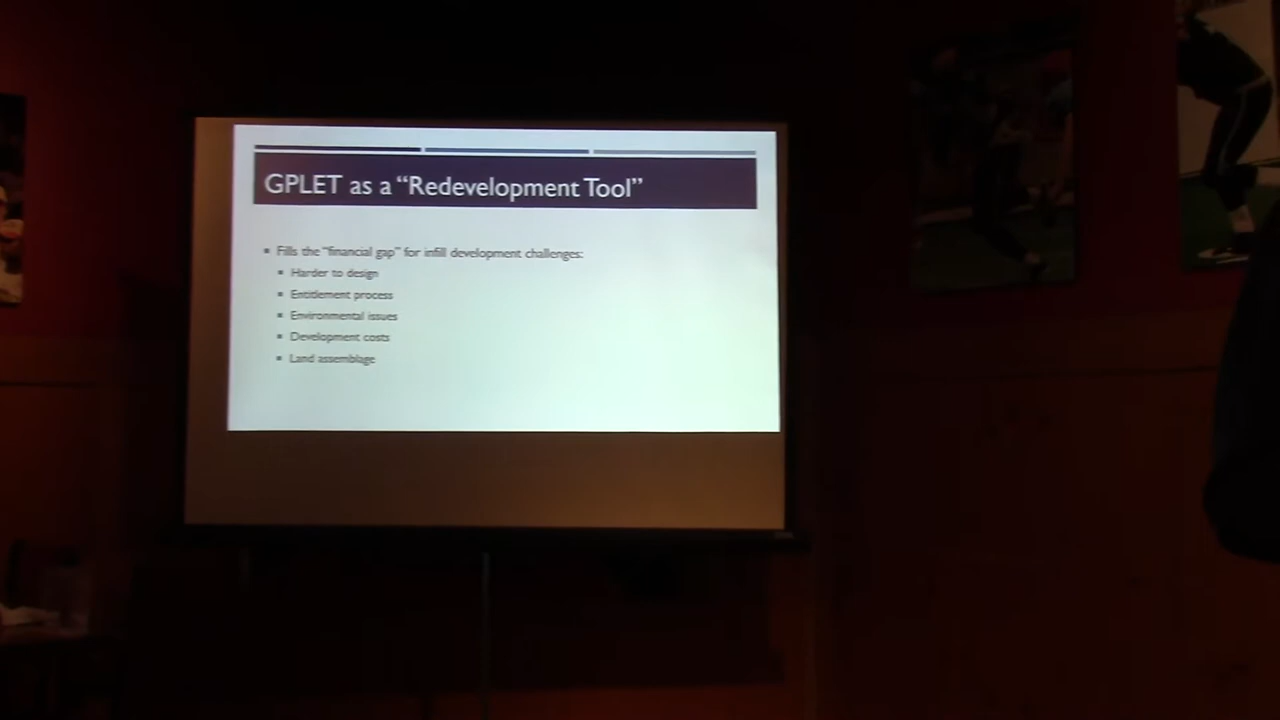 GPLET as a “Redevelopment Tool”
Fills the “financial gap” for infill development challenges:
Harder to design
Entitlement process
Environmental issues
Development costs
Land assemblage